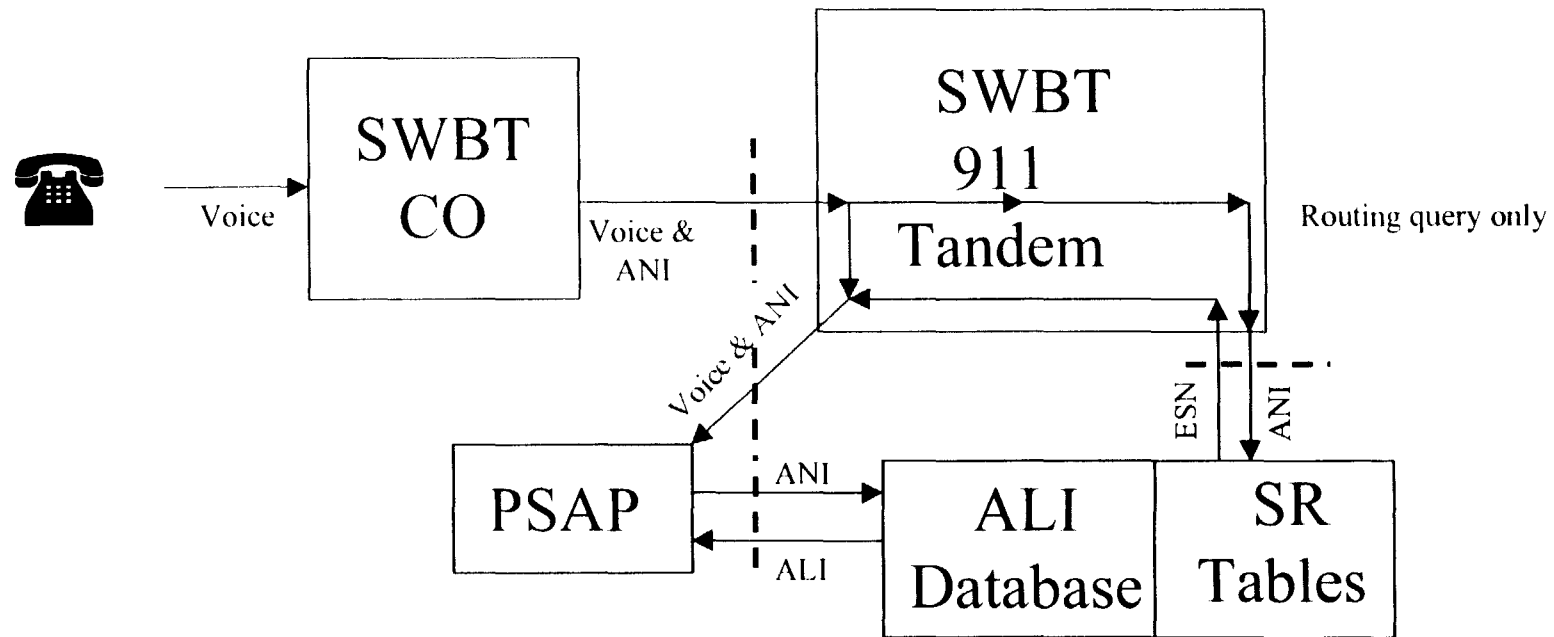 SWBT
CO
Voice
Voice &
ANI
SWBT
911
Tandem
Routing query only
Voice & ANI
ESN
ANI
PSAP
ANI
ALI
ALI
Database
SR
Tables